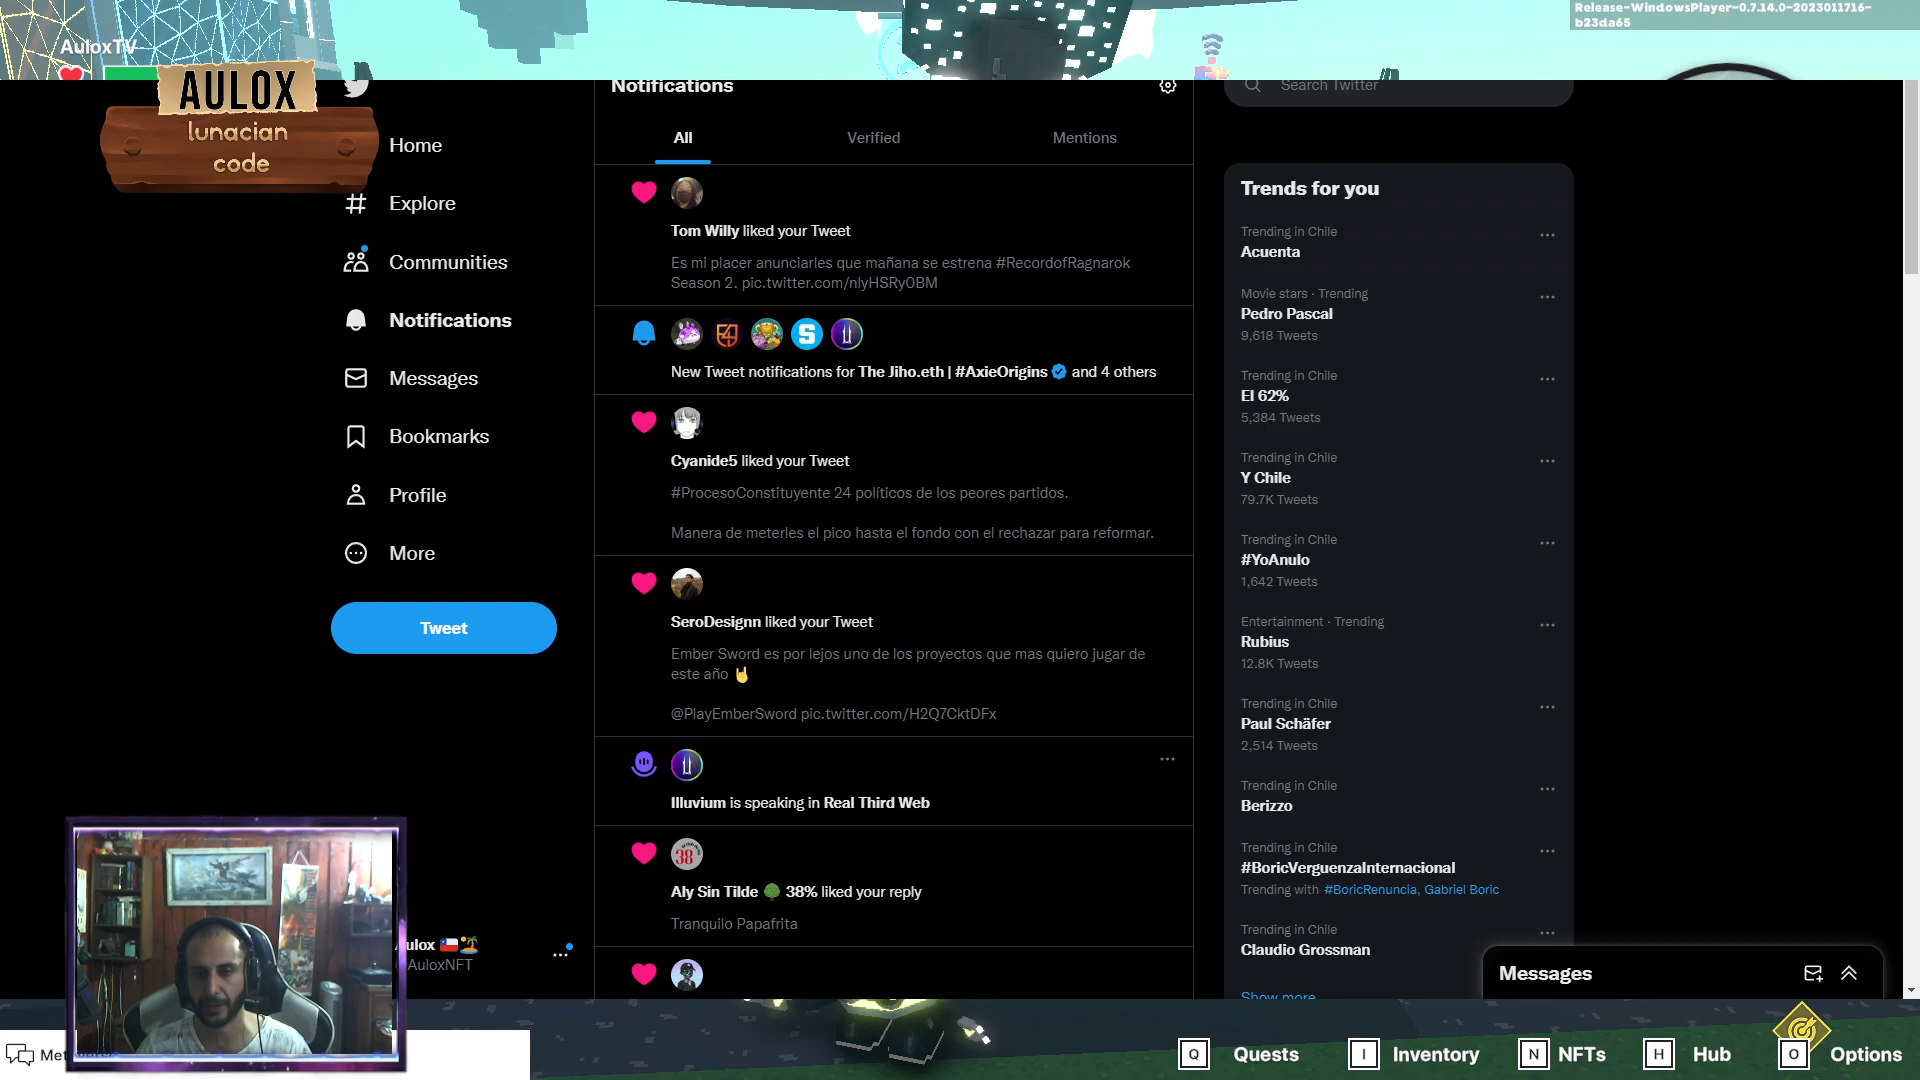 Release-WindowsPlayer-0.7.14.0-2023011716-
b23da65
AuloxTV
AULOX
lunacian
code
Home
Explore
Communities
Notifications
Messages
Bookmarks
Profile
More
Tweet
ulox
AuloxNFT
Notifications
All
Verified
Mentions
Tom Willy liked your Tweet
Es mi placer anunciarles que mañana se estrena #RecordofRagnarok
Season 2. pic.twitter.com/nlyHSRy0BM
New Tweet notifications for The Jiho.eth | #AxieOrigins and 4 others
Cyanide5 liked your Tweet
#ProcesoConstituyente 24 políticos de los peores partidos.
Manera de meterles el pico hasta el fondo con el rechazar para reformar.
SeroDesignn liked your Tweet
Ember Sword es por lejos uno de los proyectos que mas quiero jugar de
este año 🤘
@PlayEmberSword pic.twitter.com/H2Q7CktDFx
Illuvium is speaking in Real Third Web
38
Aly Sin Tilde 🌳 38% liked your reply
Tranquilo Papafrita
Search Twitter
Trends for you
Trending in Chile
Acuenta
Movie stars · Trending
Pedro Pascal
9,618 Tweets
Trending in Chile
El 62%
5,384 Tweets
Trending in Chile
Y Chile
79.7K Tweets
Trending in Chile
#YoAnulo
1,642 Tweets
Entertainment · Trending
Rubius
12.8K Tweets
Trending in Chile
Paul Schäfer
2,514 Tweets
Trending in Chile
Berizzo
Trending in Chile
#BoricVerguenzaInternacional
Trending with #BoricRenuncia, Gabriel Boric
Trending in Chile
Claudio Grossman
Show more
Messages
Q Quests
I Inventory
N NFTs
H Hub
O Options